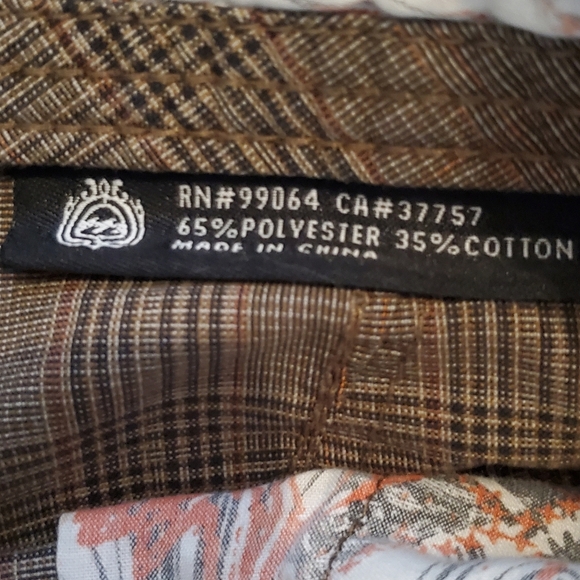 RN#99064 CA#37757
65%POLYESTER 35%COTTON
MADE IN CHINA